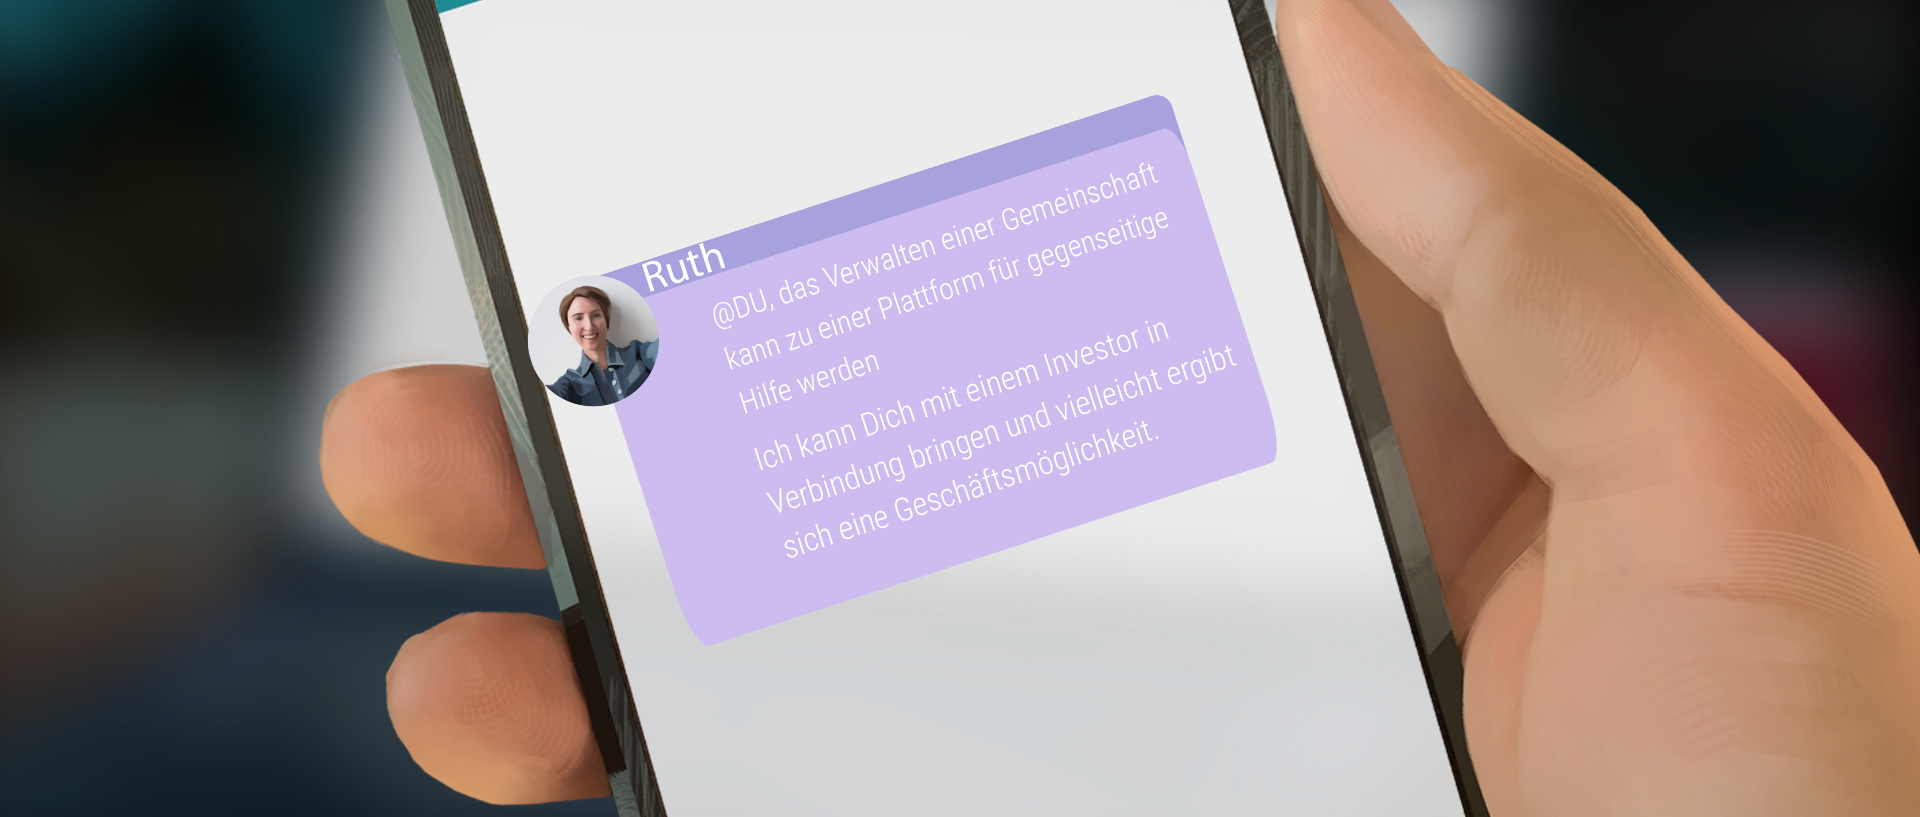 Ruth
@DU, das Verwalten einer Gemeinschaft
kann zu einer Plattform für gegenseitige
Hilfe werden
Ich kann Dich mit einem Investor in
Verbindung bringen und vielleicht ergibt
sich eine Geschäftsmöglichkeit.